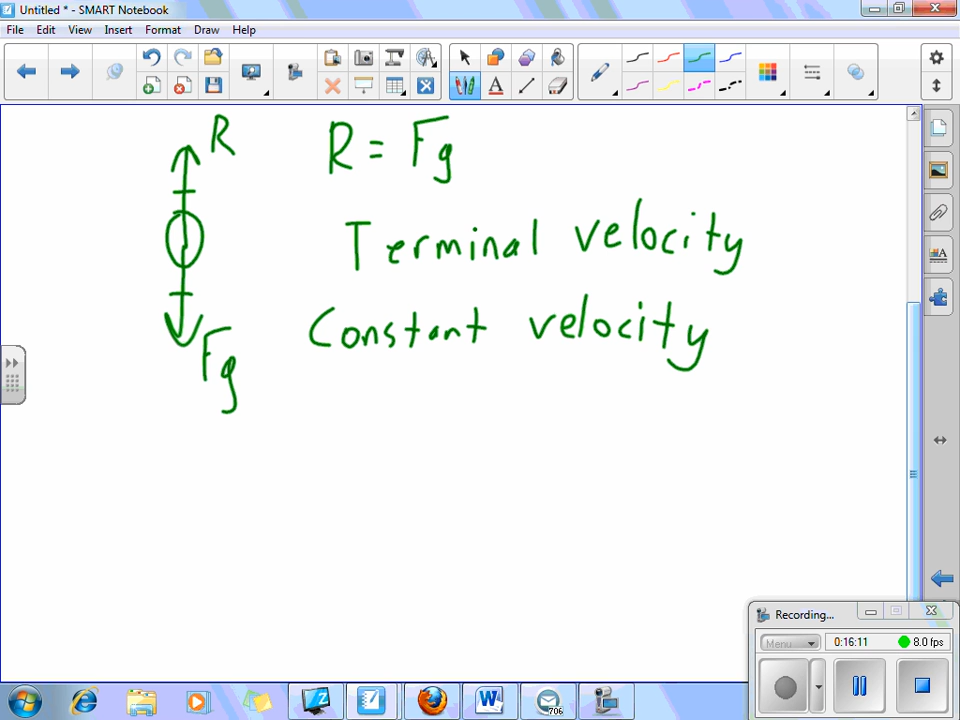 Untitled * - SMART Notebook
File Edit View Insert Format Draw Help
R
R = Fg
Terminal velocity
Constant velocity
Fg
Recording...
Menu
0:16:11
8.0 fps
706